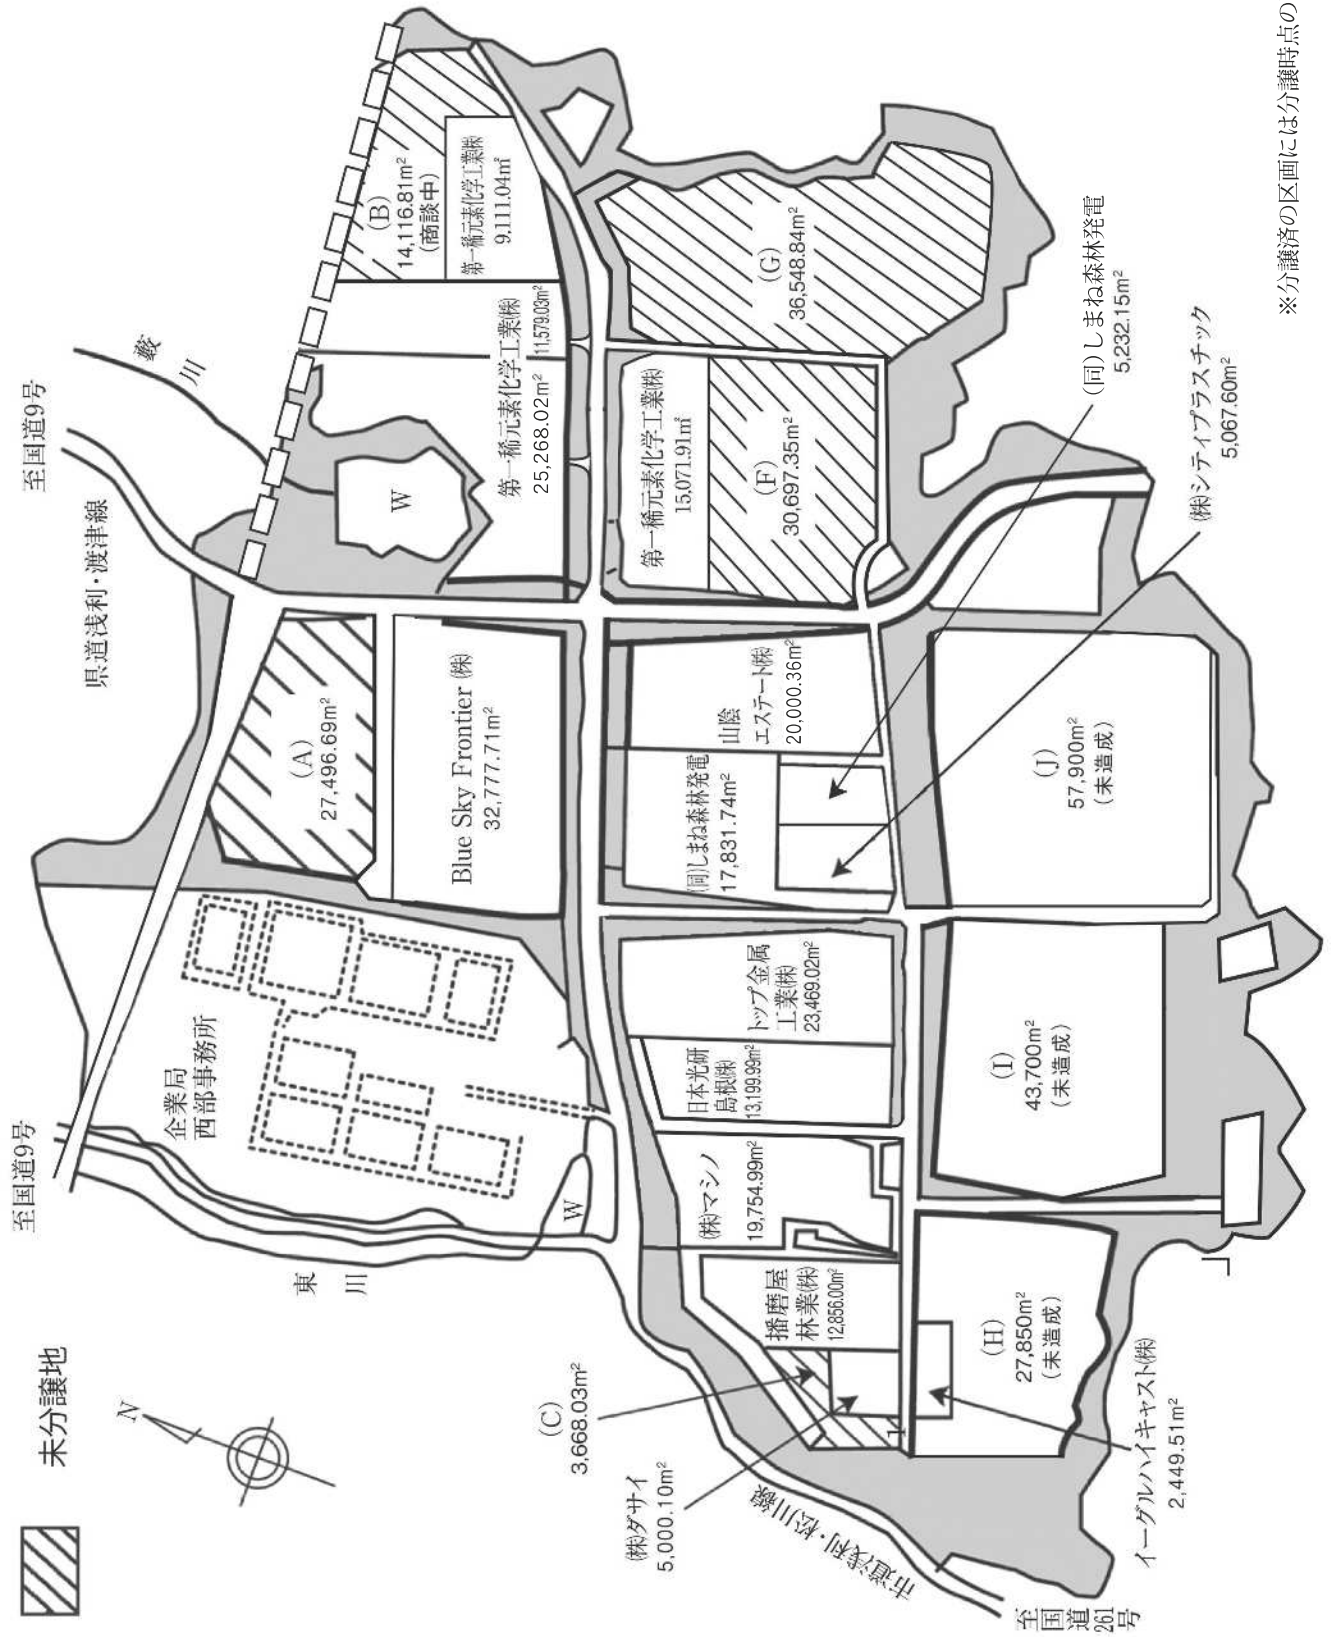 未分譲地
N
至国道9号
至国道9号
県道浅利・渡津線
藪
川
東
川
企業局
西部事務所
W
W
(A)
27,496.69m²
Blue Sky Frontier (株)
32,777.71m²
(B)
14,116.81m²
(商談中)
第一稀元素化学工業(株)
9,111.04㎡
第一稀元素化学工業(株)
25,268.02m²
11,579.03m²
第一稀元素化学工業(株)
15,071.91㎡
(F)
30,697.35m²
(G)
36,548.84m²
山陰
エステート(株)
20,000.36m²
(同)しまね森林発電
17,831.74m²
(同)しまね森林発電
5,232.15m²
(株)シティプラスチック
5,067.60m²
トップ金属
工業(株)
23,469.02m²
日本光研
島根(株)
13,199.99m²
(株)マシノ
19,754.99m²
播磨屋
林業(株)
12,856.00m²
(C)
3,668.03m²
(株)ダサイ
5,000.10m²
イーグルハイキャスト(株)
2,449.51m²
(H)
27,850m²
(未造成)
(I)
43,700m²
(未造成)
(J)
57,900m²
(未造成)
市道浅利・松川線
至国道261号
※分譲済の区画には分譲時点の